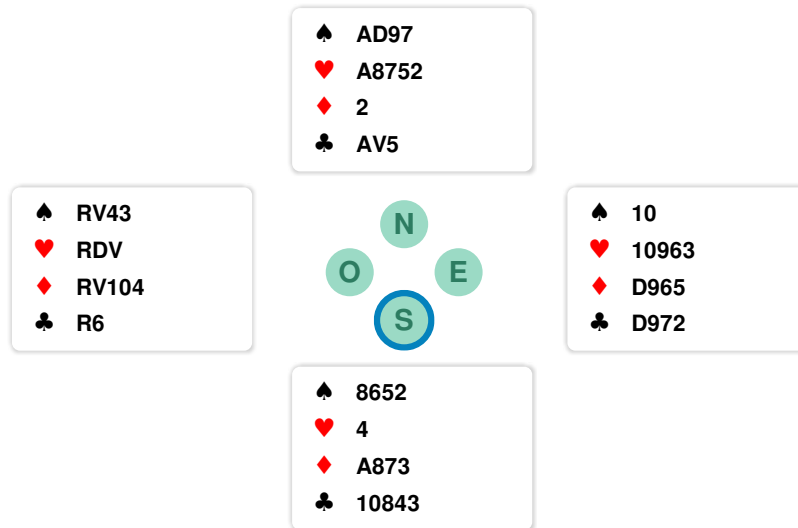 ♠ AD97
♥ A8752
♦ 2
♣ AV5
♠ RV43
♥ RDV
♦ RV104
♣ R6
N
O E
S
♠ 10
♥ 10963
♦ D965
♣ D972
♠ 8652
♥ 4
♦ A873
♣ 10843